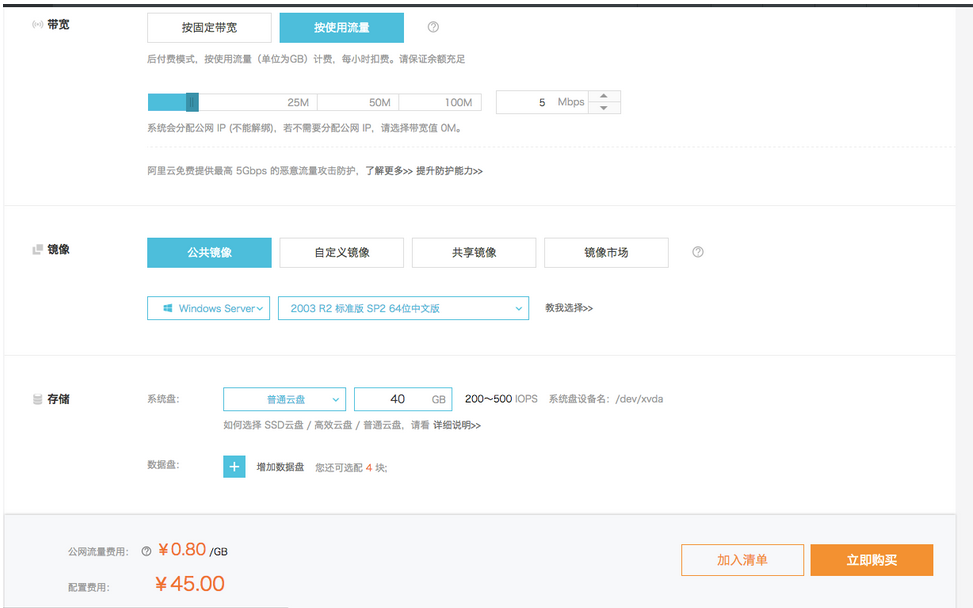 带宽 按固定带宽 按使用流量
后付费模式，按使用流量（单位为GB）计费，每小时扣费。请保证余额充足
25M 50M 100M 5 Mbps
系统会分配公网 IP (不能解绑)，若不需要分配公网 IP，请选择带宽值 0M。
阿里云免费提供最高 5Gbps 的恶意流量攻击防护，了解更多>> 提升防护能力>>
镜像 公共镜像 自定义镜像 共享镜像 镜像市场
Windows Server 2003 R2 标准版 SP2 64位中文版 教我选择>>
存储 系统盘： 普通云盘 40 GB 200～500 IOPS 系统盘设备名：/dev/xvda
如何选择 SSD云盘 / 高效云盘 / 普通云盘，请看 详细说明>>
数据盘： 增加数据盘 您还可选配 4 块;
公网流量费用： ¥0.80 /GB
配置费用： ¥45.00
加入清单 立即购买